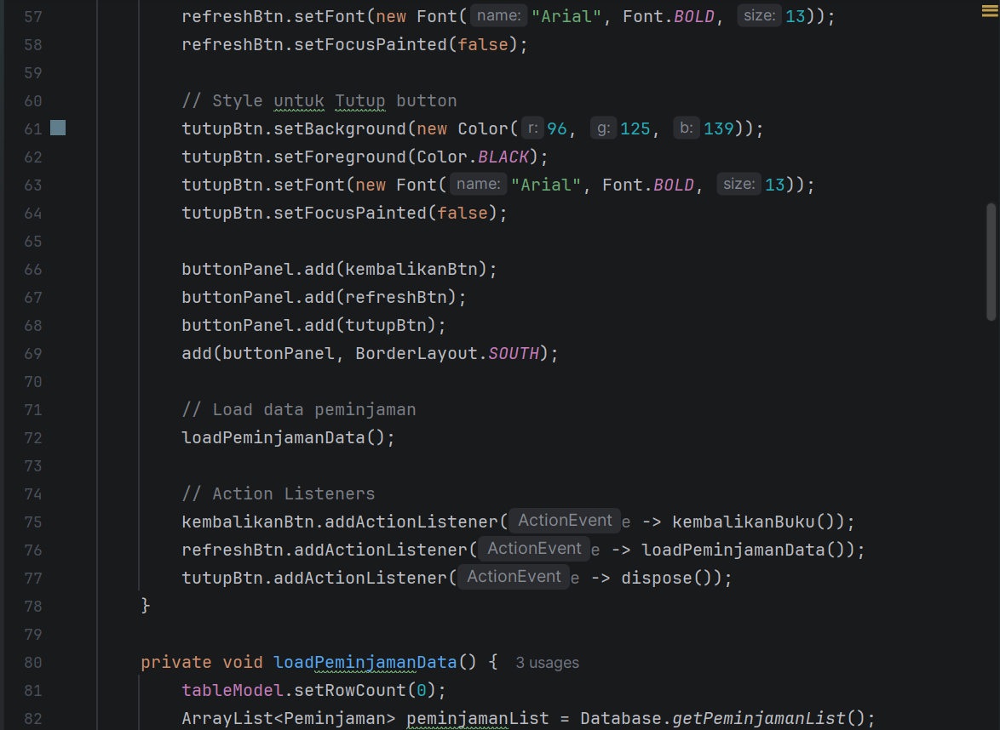 57 refreshBtn.setFont(new Font( name: "Arial", Font.BOLD, size: 13));
58 refreshBtn.setFocusPainted(false);
59
60 // Style untuk Tutup button
61 tutupBtn.setBackground(new Color( r: 96, g: 125, b: 139));
62 tutupBtn.setForeground(Color.BLACK);
63 tutupBtn.setFont(new Font( name: "Arial", Font.BOLD, size: 13));
64 tutupBtn.setFocusPainted(false);
65
66 buttonPanel.add(kembalikanBtn);
67 buttonPanel.add(refreshBtn);
68 buttonPanel.add(tutupBtn);
69 add(buttonPanel, BorderLayout.SOUTH);
70
71 // Load data peminjaman
72 loadPeminjamanData();
73
74 // Action Listeners
75 kembalikanBtn.addActionListener( ActionEvent e -> kembalikanBuku());
76 refreshBtn.addActionListener( ActionEvent e -> loadPeminjamanData());
77 tutupBtn.addActionListener( ActionEvent e -> dispose());
78 }
79
80 private void loadPeminjamanData() { 3 usages
81 tableModel.setRowCount(0);
82 ArrayList<Peminjaman> peminjamanList = Database.getPeminjamanList();